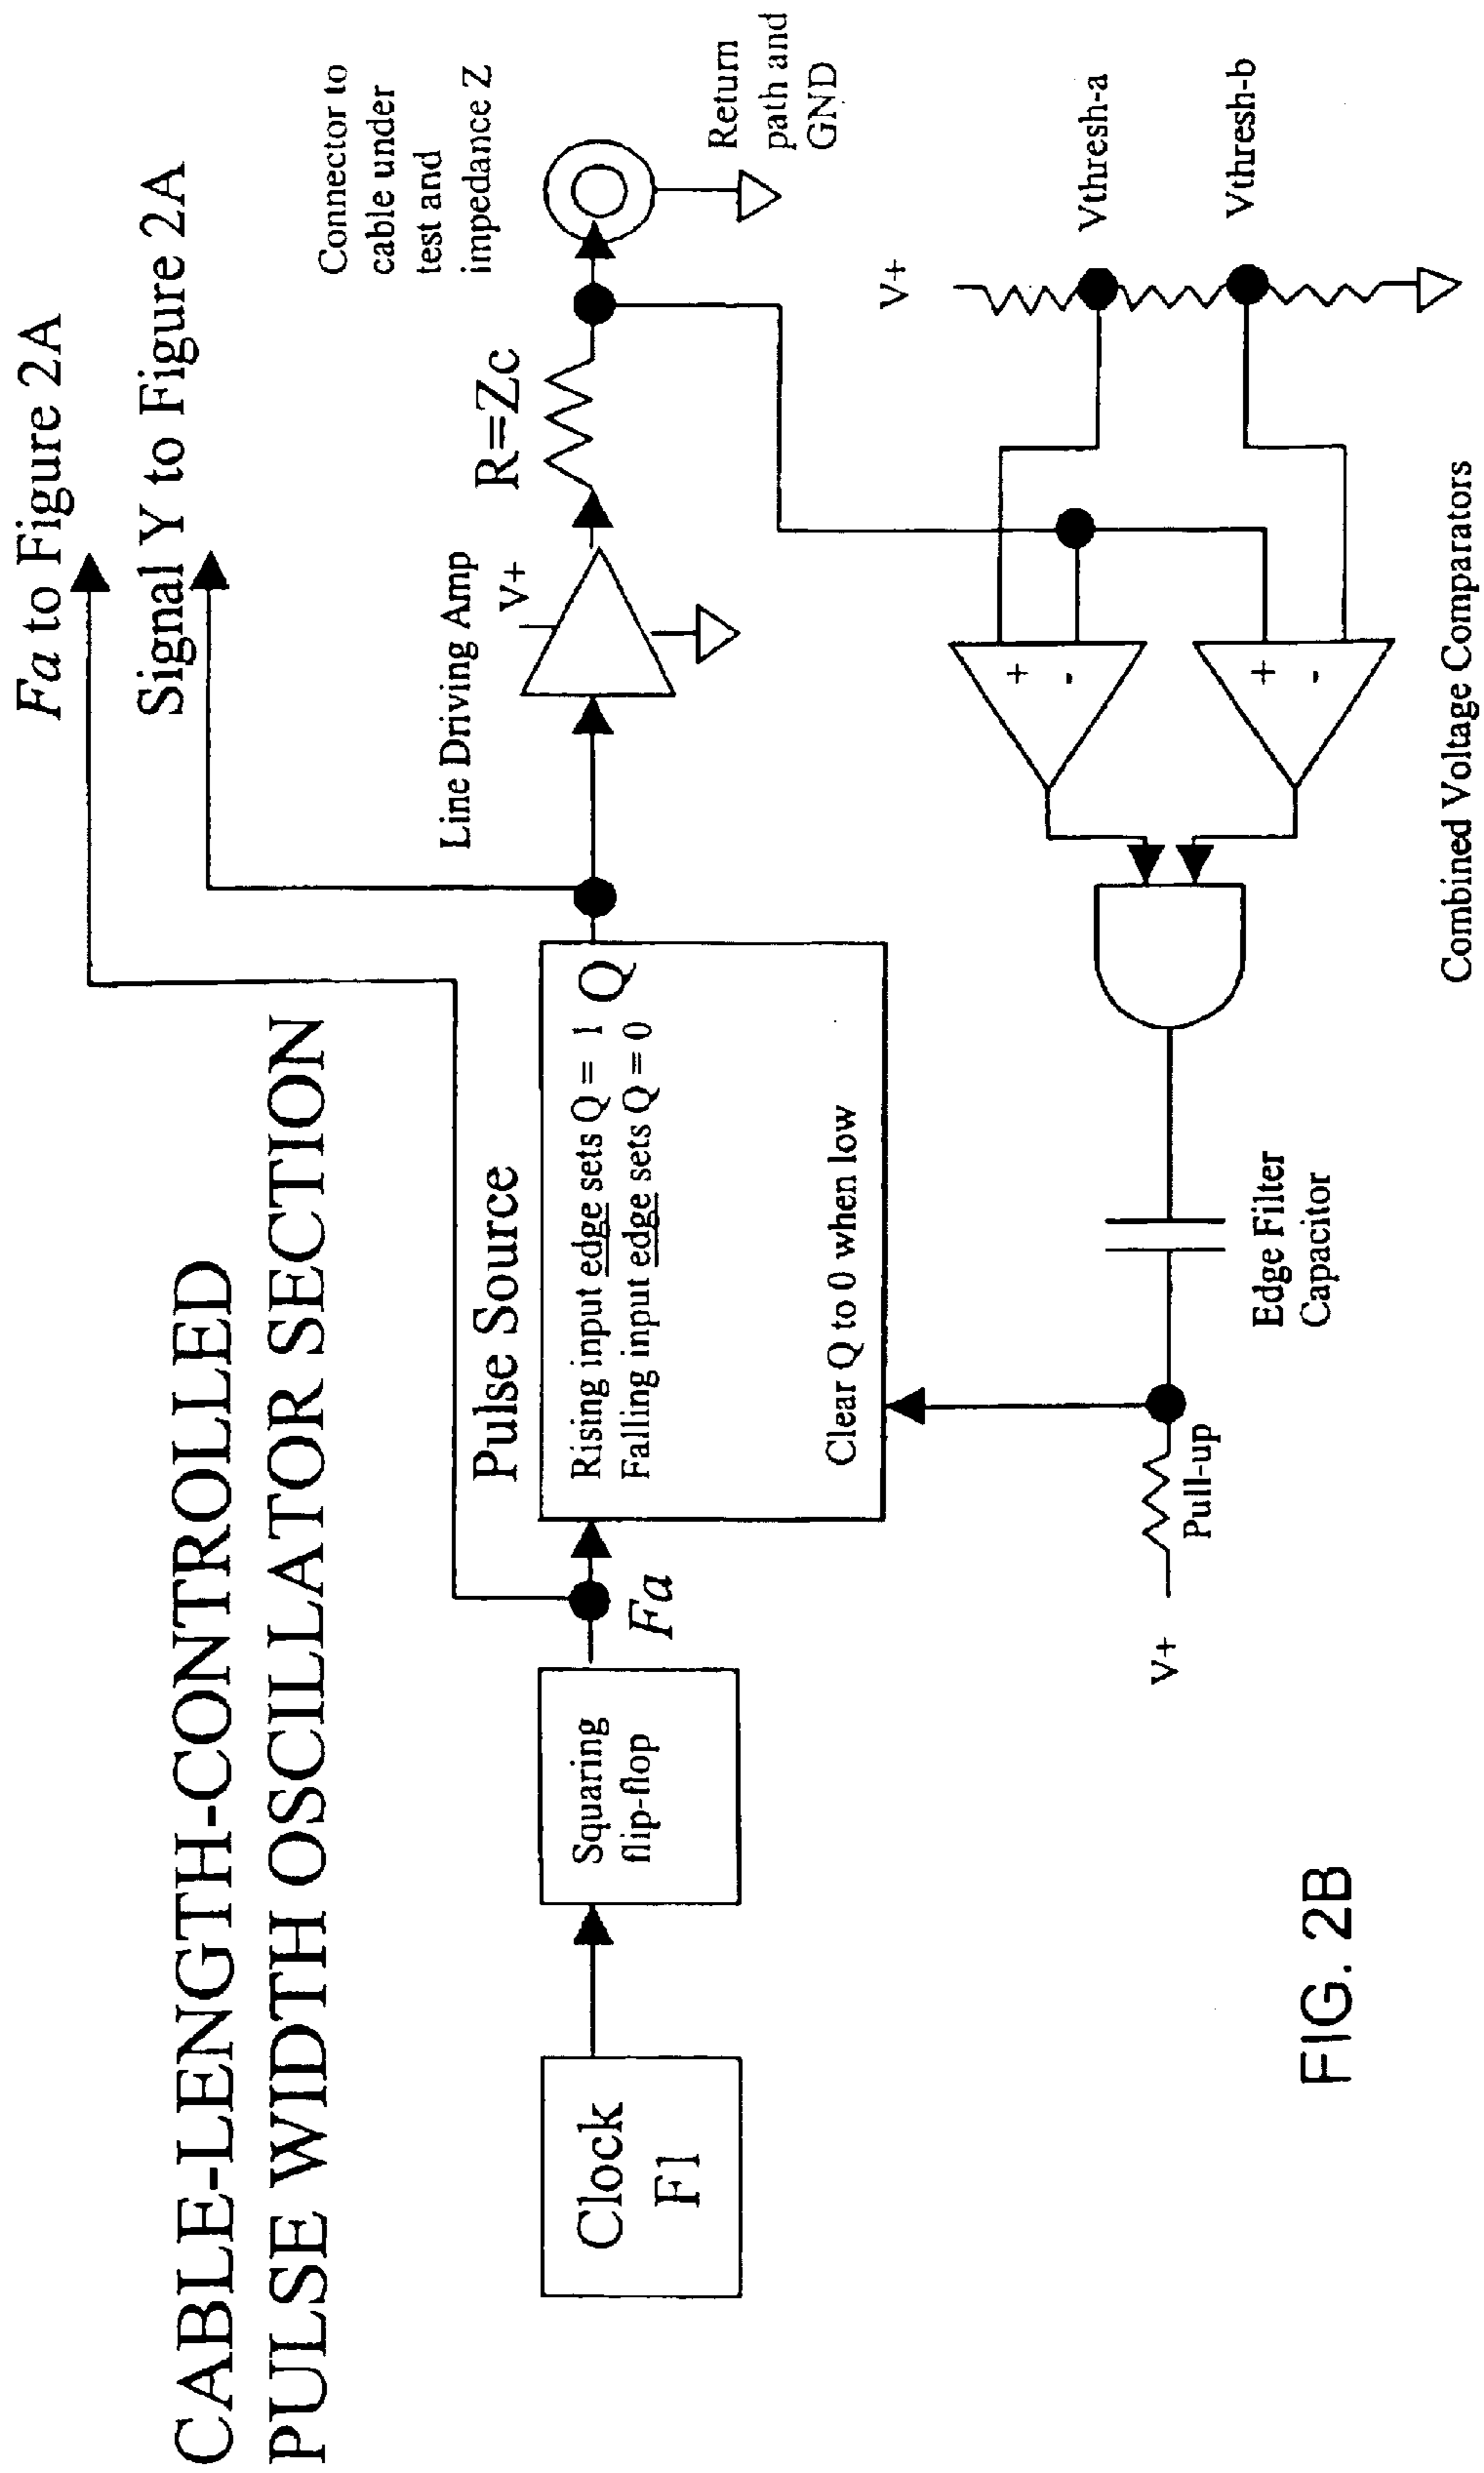 CABLE-LENGTH-CONTROLLED
PULSE WIDTH OSCILLATOR SECTION
Fa to Figure 2A
Signal Y to Figure 2A
Clock
F1
Squaring
flip-flop
Fa
Pulse Source
Rising input edge sets Q = 1
Falling input edge sets Q = 0
Q
Clear Q to 0 when low
Line Driving Amp
V+
R=Zc
Connector to
cable under
test and
impedance Z
Return
path and
GND
V+
Pull-up
Edge Filter
Capacitor
+
-
+
-
V+
Vthresh-a
Vthresh-b
Combined Voltage Comparators
FIG. 2B